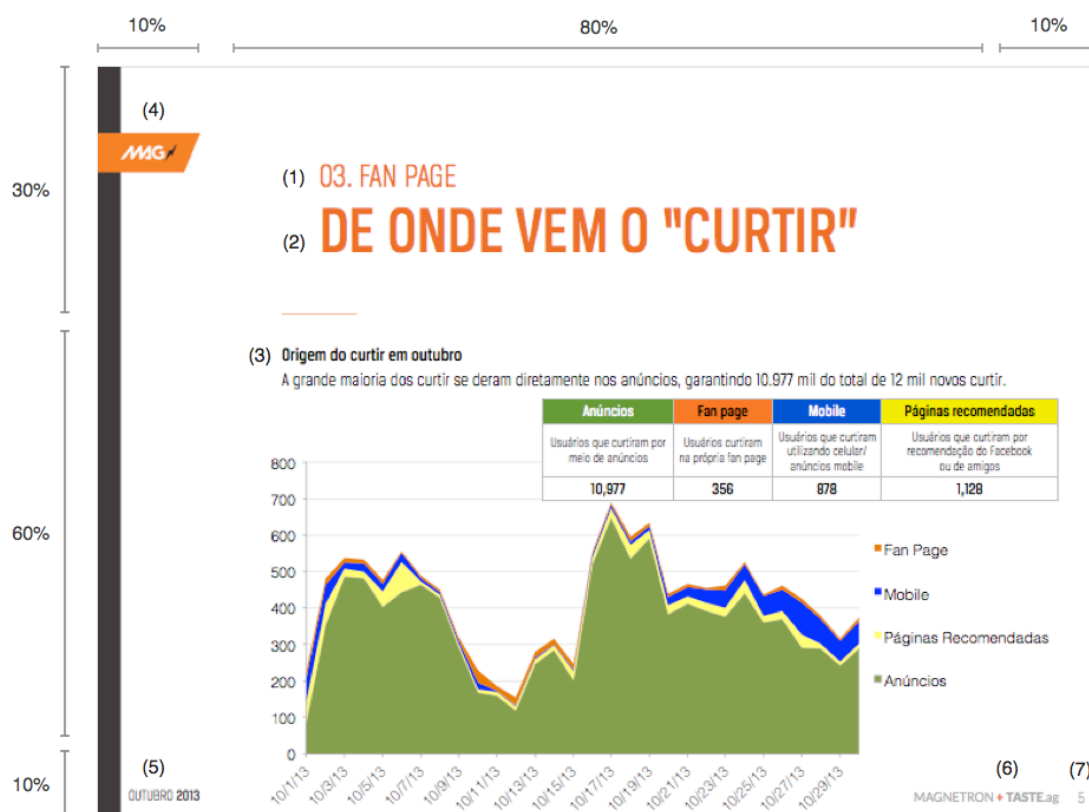 10%
80%
10%
30%
60%
10%
(4)
MAG
(1) 03. FAN PAGE
(2) DE ONDE VEM O "CURTIR"
(3) Origem do curtir em outubro
A grande maioria dos curtir se deram diretamente nos anúncios, garantindo 10.977 mil do total de 12 mil novos curtir.
Anúncios Fan page Mobile Páginas recomendadas
Usuários que curtiram por meio de anúncios
Usuários curtiram na própria fan page
Usuários que curtiram utilizando celular/ anúncios mobile
Usuários que curtiram por recomendação do Facebook ou de amigos
10,977 356 878 1,128
800
700
600
500
400
300
200
100
0
Fan Page
Mobile
Páginas Recomendadas
Anúncios
10/1/13 10/3/13 10/5/13 10/7/13 10/9/13 10/11/13 10/13/13 10/15/13 10/17/13 10/19/13 10/21/13 10/23/13 10/25/13 10/27/13 10/29/13
(5)
OUTUBRO 2013
(6) (7)
MAGNETRON + TASTE.ag 5